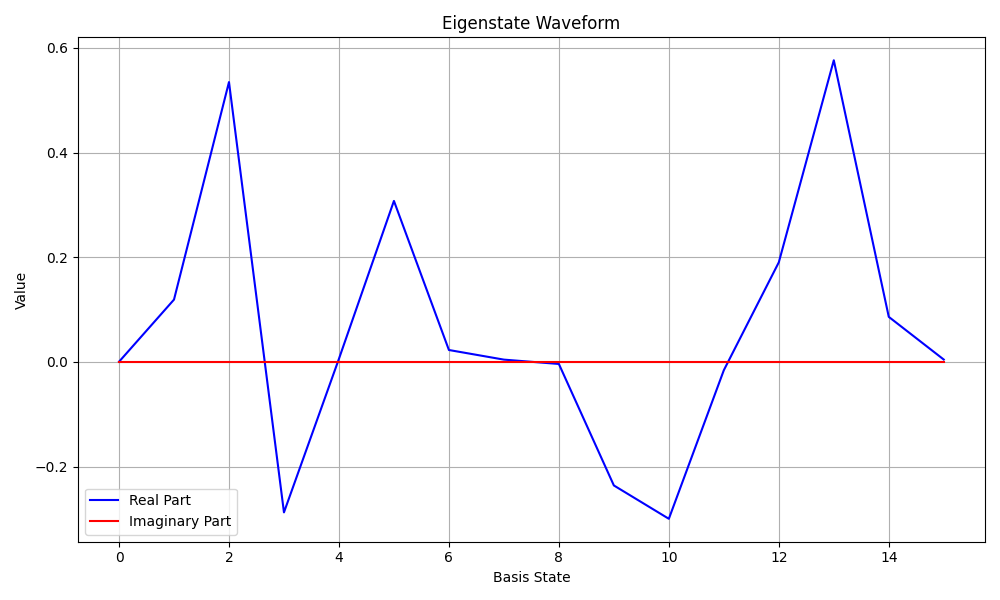 Eigenstate Waveform
Value
0.6
0.4
0.2
0.0
−0.2
Real Part
Imaginary Part
0 2 4 6 8 10 12 14
Basis State